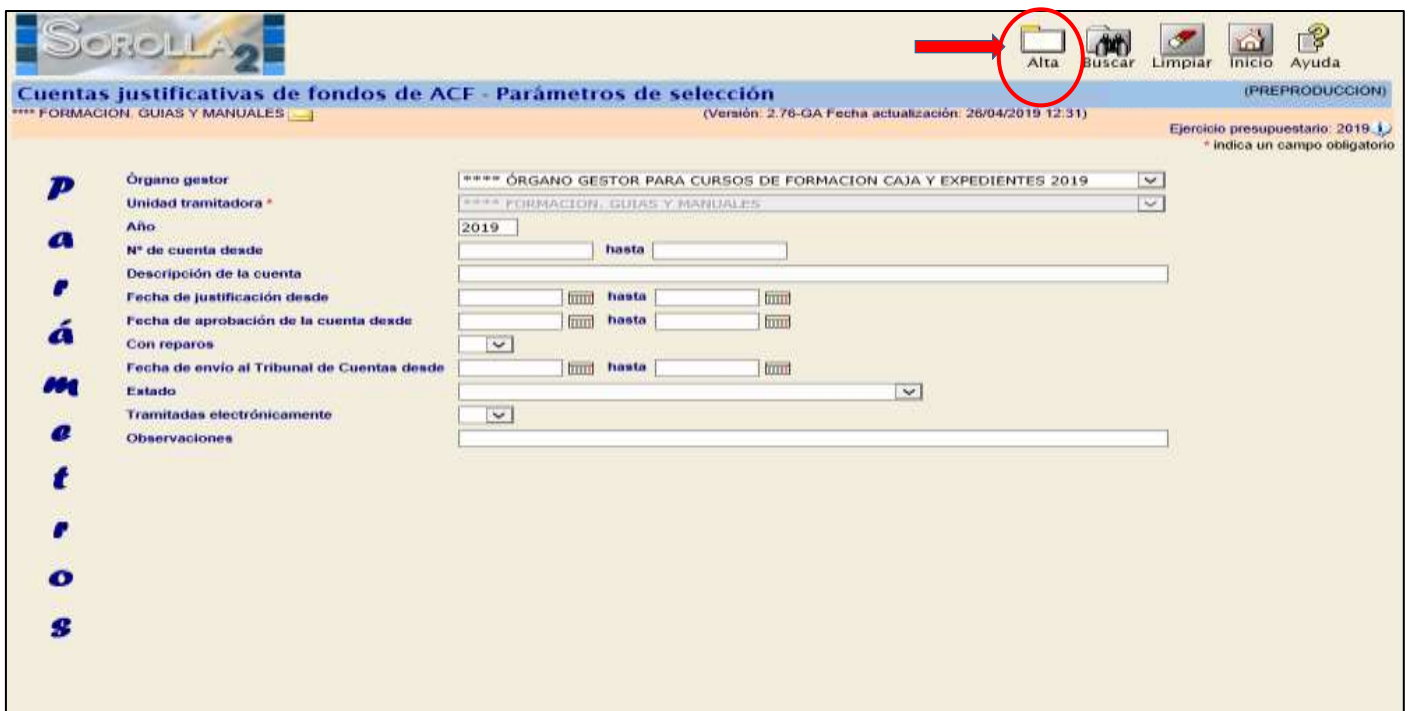 SOROLLA2
Alta Buscar Limpiar Inicio Ayuda
Cuentas justificativas de fondos de ACF - Parámetros de selección (PREPRODUCCION)
**** FORMACION. GUIAS Y MANUALES (Versión: 2.76-GA Fecha actualización: 26/04/2019 12:31)
Ejercicio presupuestario: 2019
* indica un campo obligatorio
Parámetros
Órgano gestor **** ÓRGANO GESTOR PARA CURSOS DE FORMACION CAJA Y EXPEDIENTES 2019
Unidad tramitadora * **** FORMACION. GUIAS Y MANUALES
Año 2019
Nº de cuenta desde hasta
Descripción de la cuenta
Fecha de justificación desde hasta
Fecha de aprobación de la cuenta desde hasta
Con reparos
Fecha de envío al Tribunal de Cuentas desde hasta
Estado
Tramitadas electrónicamente
Observaciones